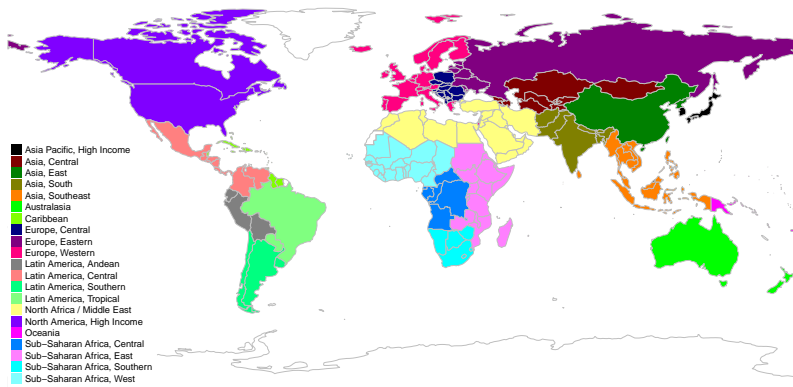 Asia Pacific, High Income
Asia, Central
Asia, East
Asia, South
Asia, Southeast
Australasia
Caribbean
Europe, Central
Europe, Eastern
Europe, Western
Latin America, Andean
Latin America, Central
Latin America, Southern
Latin America, Tropical
North Africa / Middle East
North America, High Income
Oceania
Sub−Saharan Africa, Central
Sub−Saharan Africa, East
Sub−Saharan Africa, Southern
Sub−Saharan Africa, West